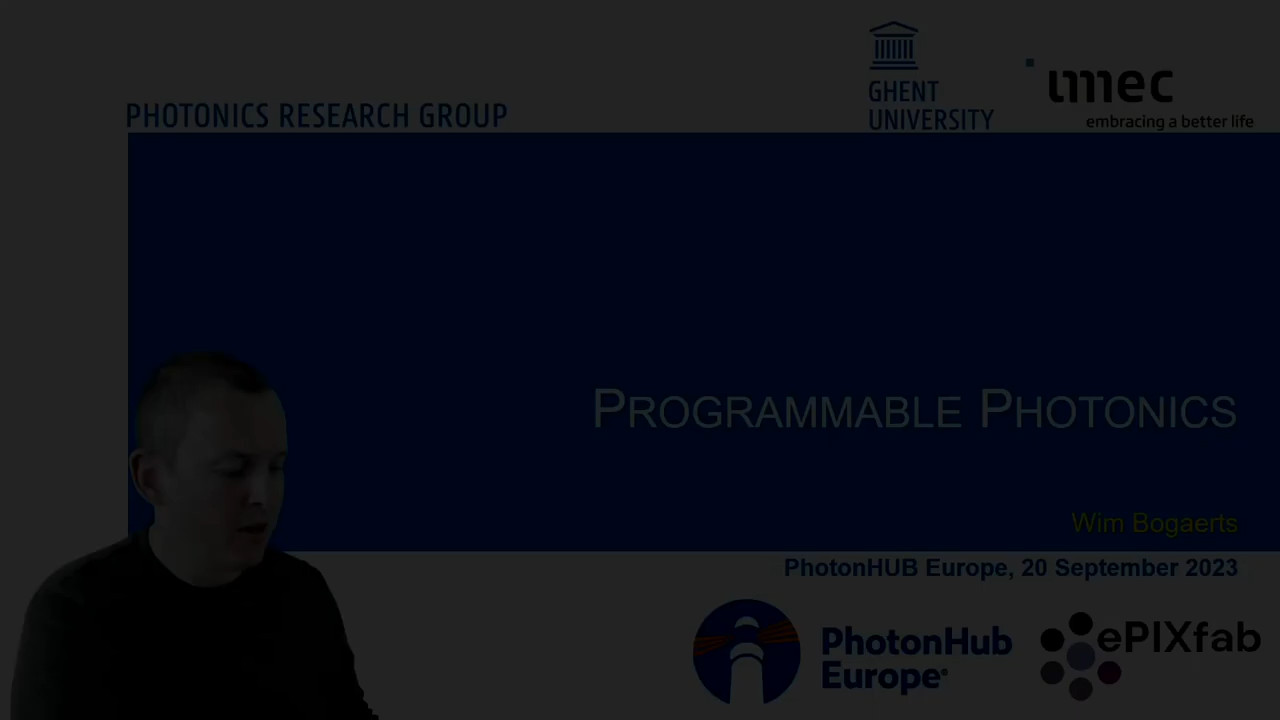 PHOTONICS RESEARCH GROUP
GHENT
UNIVERSITY
imec
embracing a better life
PROGRAMMABLE PHOTONICS
Wim Bogaerts
PhotonHUB Europe, 20 September 2023
PhotonHub
Europe
ePIXfab